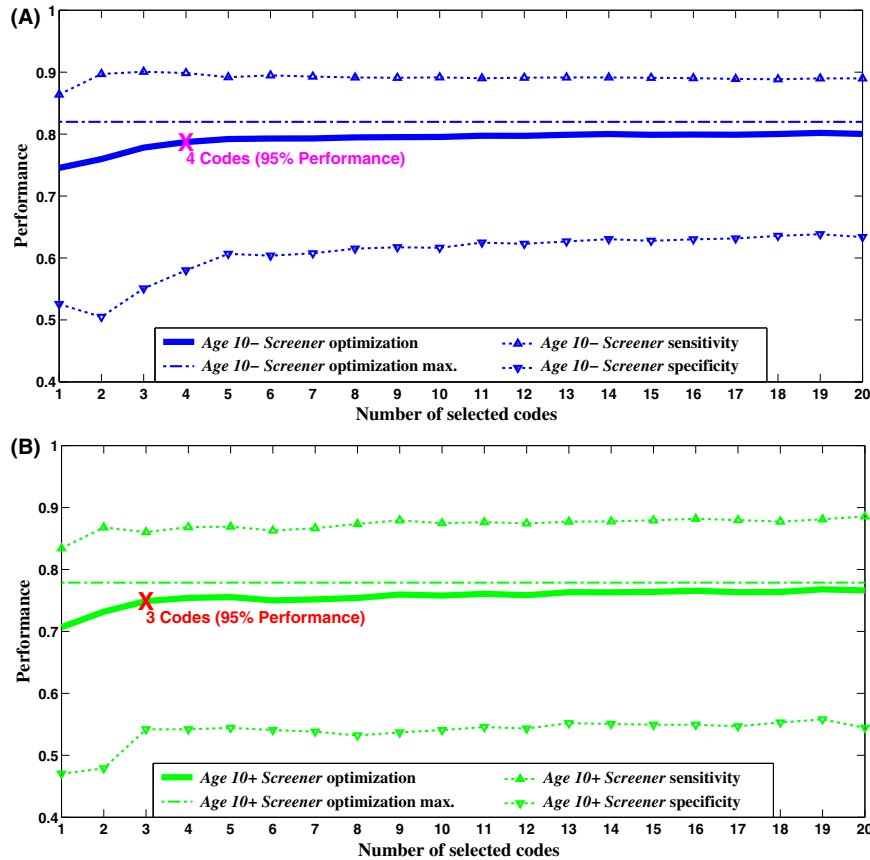 (A)
1
0.9
0.8
0.7
0.6
0.5
0.4
Performance
X
4 Codes (95% Performance)
Age 10− Screener optimization
Age 10− Screener optimization max.
Age 10− Screener sensitivity
Age 10− Screener specificity
1 2 3 4 5 6 7 8 9 10 11 12 13 14 15 16 17 18 19 20
Number of selected codes
(B)
1
0.9
0.8
0.7
0.6
0.5
0.4
Performance
X
3 Codes (95% Performance)
Age 10+ Screener optimization
Age 10+ Screener optimization max.
Age 10+ Screener sensitivity
Age 10+ Screener specificity
1 2 3 4 5 6 7 8 9 10 11 12 13 14 15 16 17 18 19 20
Number of selected codes